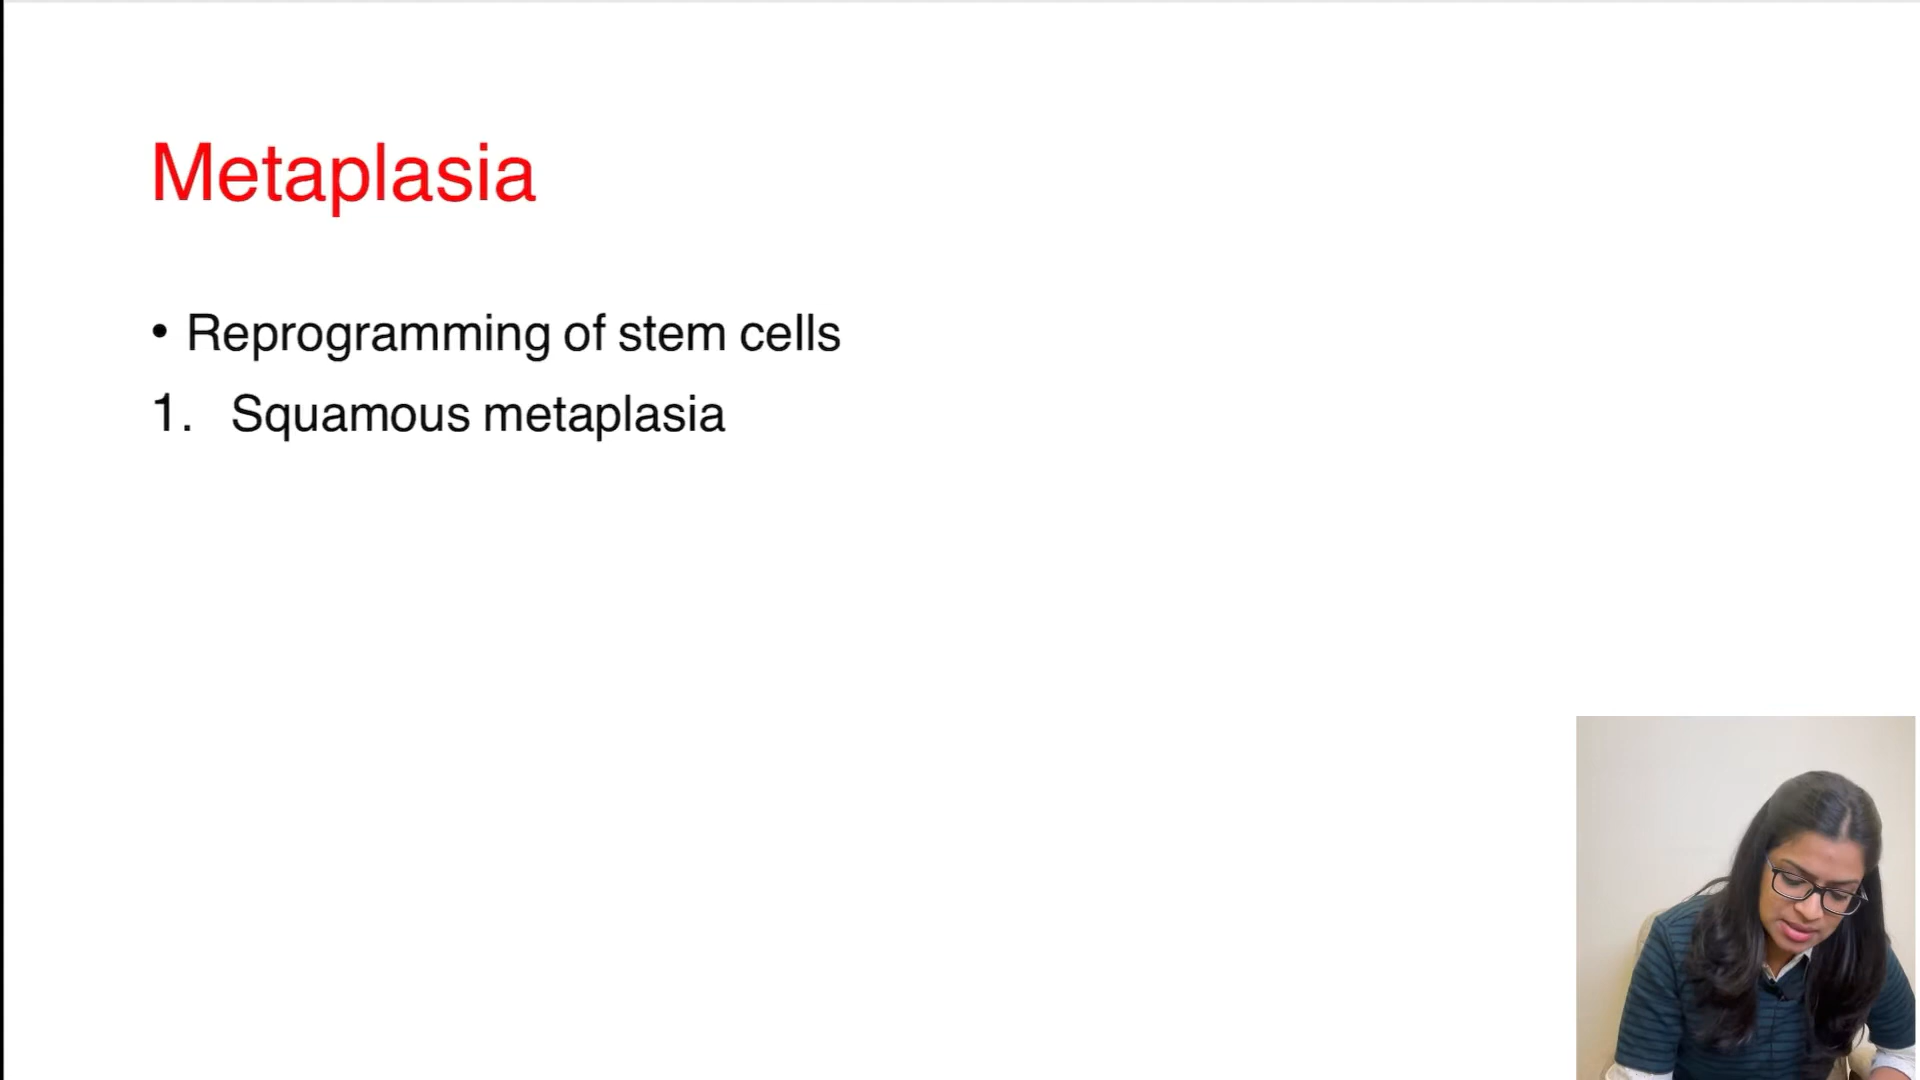 Metaplasia
• Reprogramming of stem cells
1. Squamous metaplasia